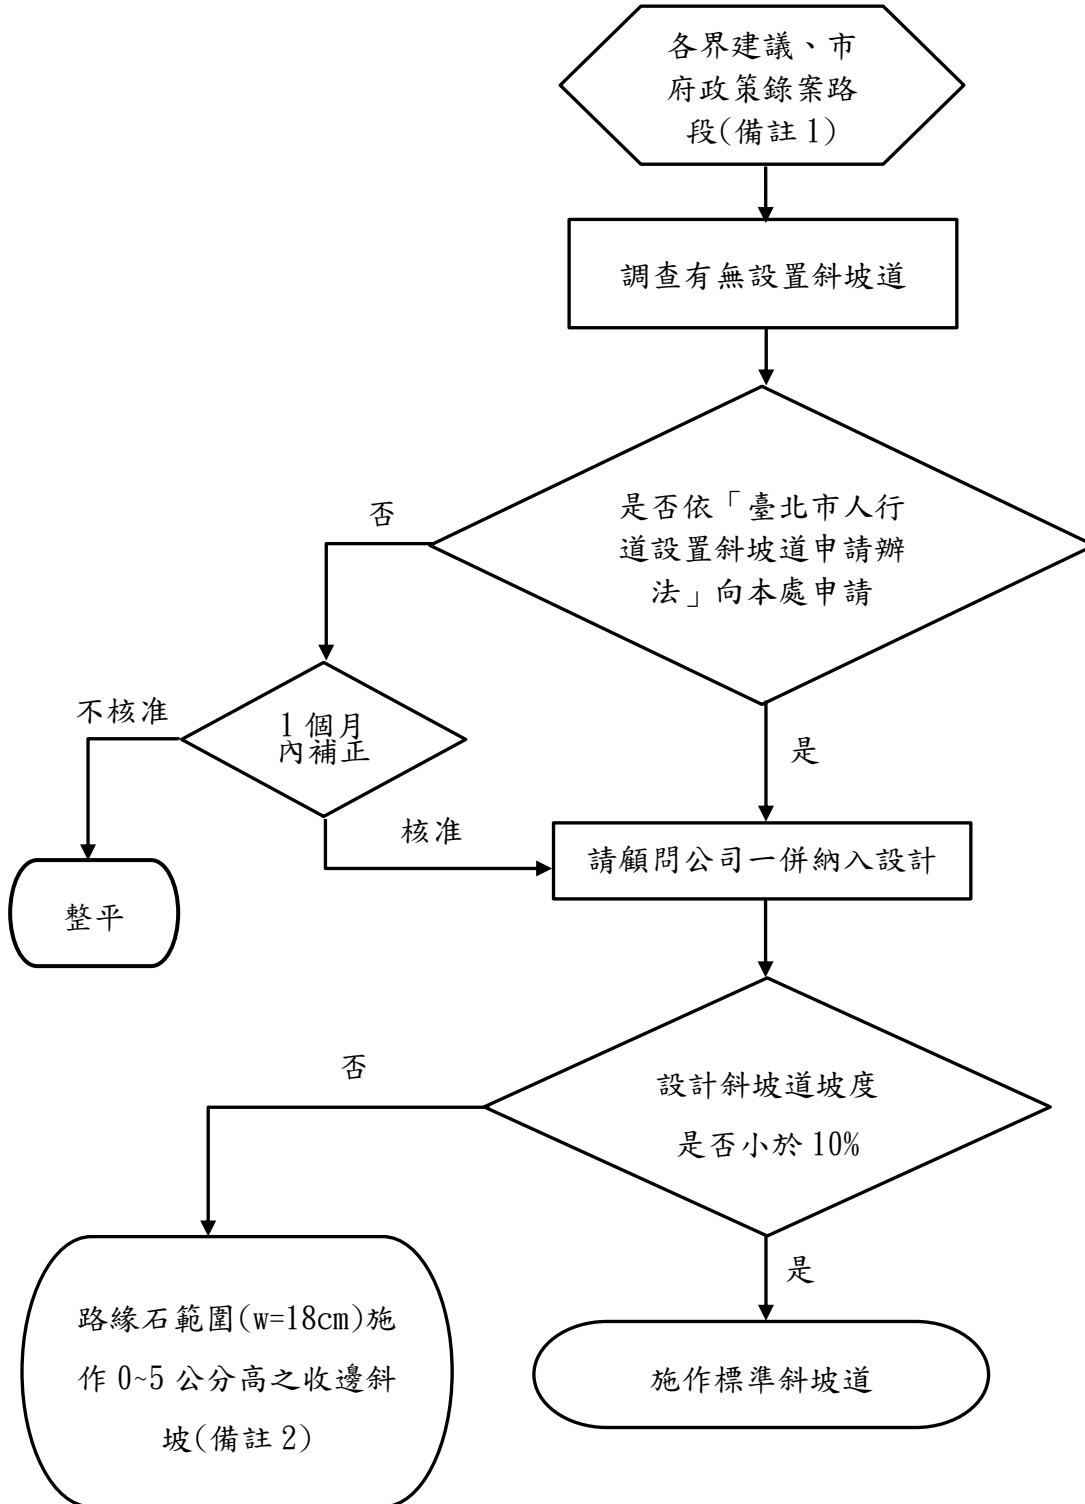 各界建議、市
府政策錄案路
段(備註 1)
調查有無設置斜坡道
是否依「臺北市人行
道設置斜坡道申請辦
法」向本處申請
否
1 個月
內補正
不核准
是
核准
請顧問公司一併納入設計
整平
設計斜坡道坡度
是否小於 10%
否
是
路緣石範圍(w=18cm)施
作 0~5 公分高之收邊斜
坡(備註 2)
施作標準斜坡道